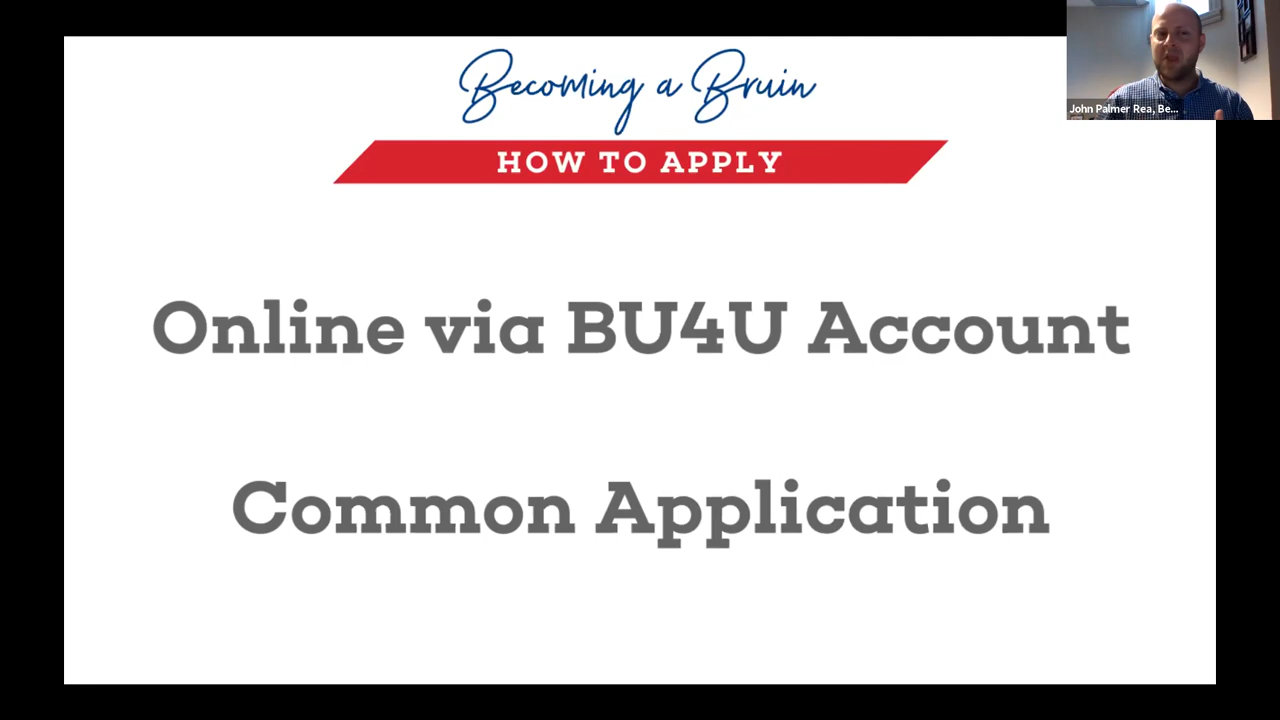 Becoming a Bruin
HOW TO APPLY
John Palmer Rea, Be...
Online via BU4U Account
Common Application